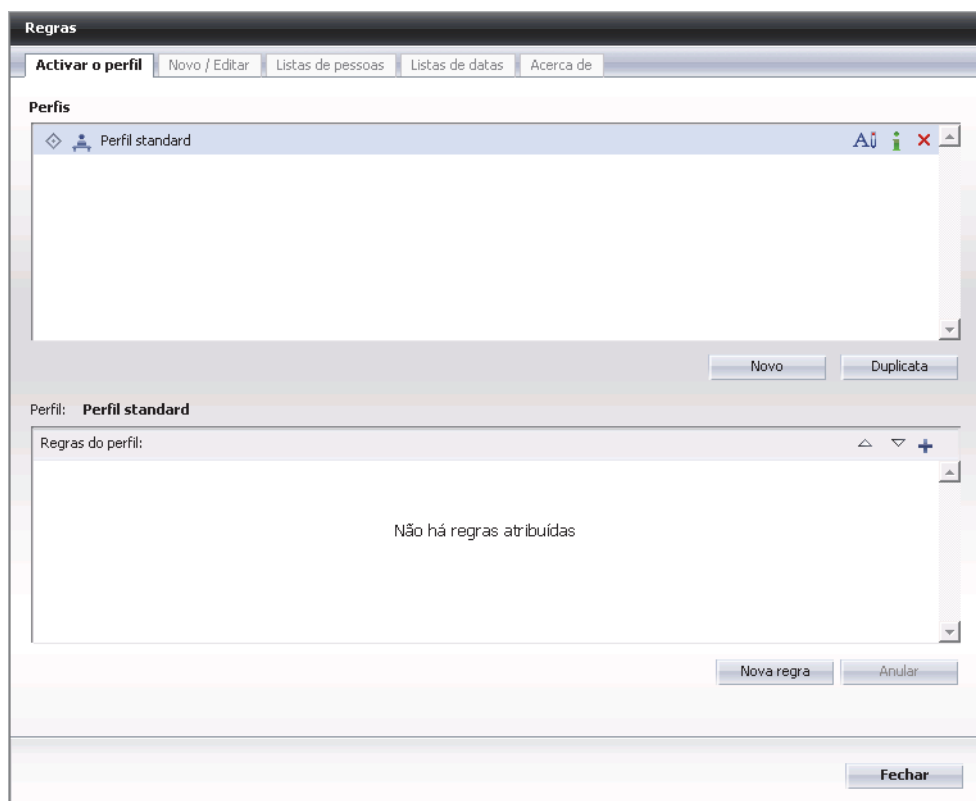 Regras
Activar o perfil Novo / Editar Listas de pessoas Listas de datas Acerca de
Perfis
Perfil standard
Novo Duplicata
Perfil: Perfil standard
Regras do perfil:
Não há regras atribuídas
Nova regra Anular
Fechar